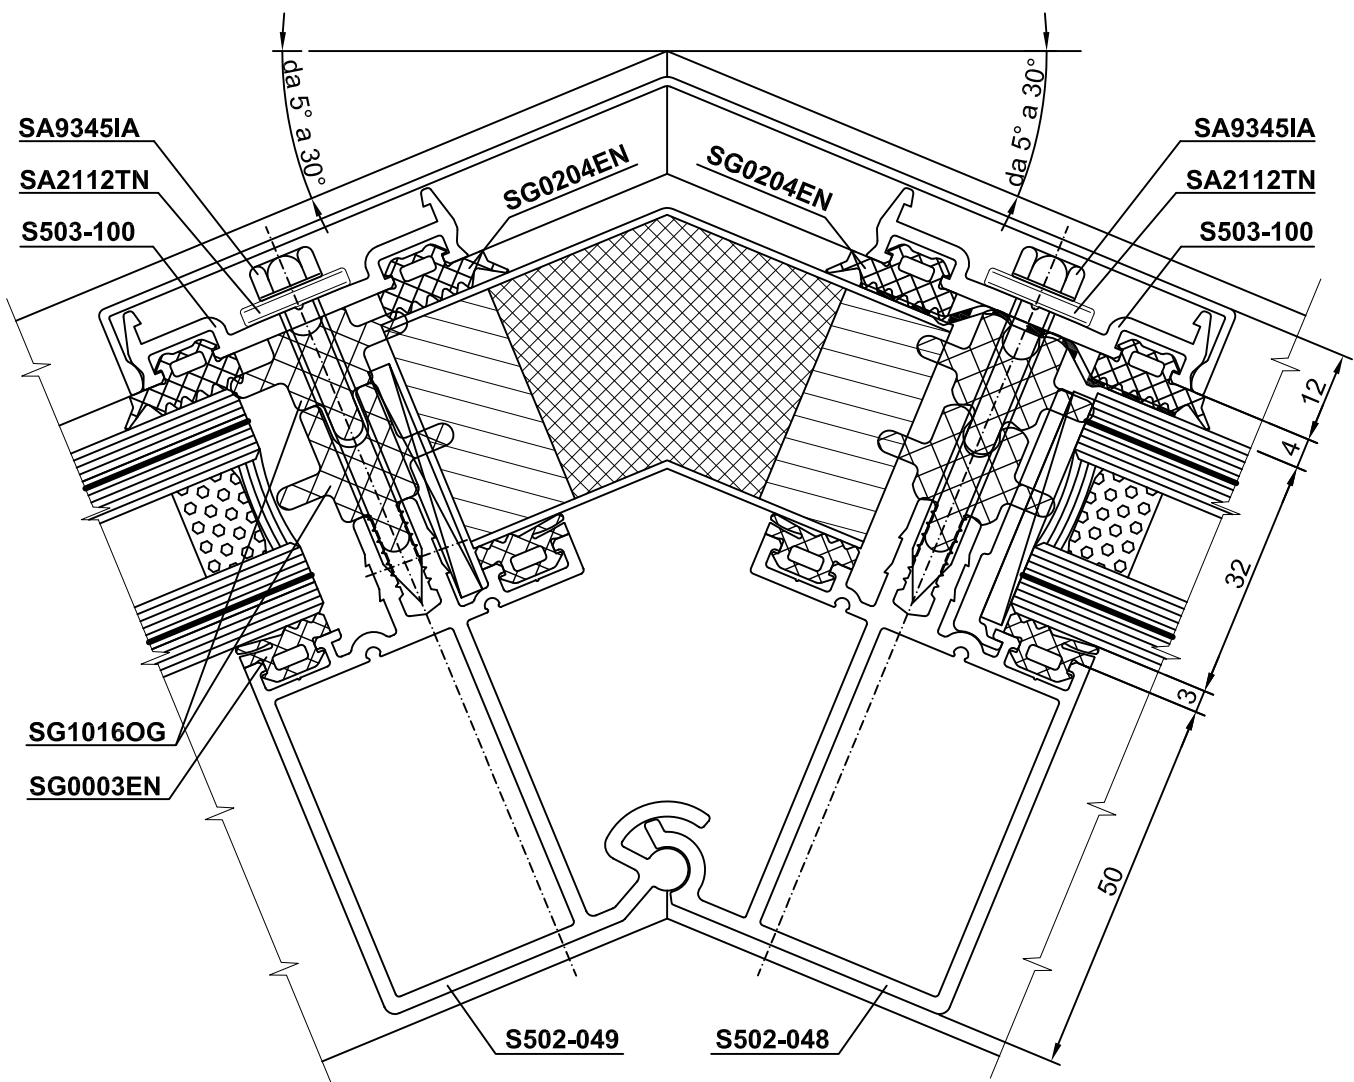 da 5° a 30°
da 5° a 30°
SA9345IA
SA2112TN
S503-100
SG0204EN
SG0204EN
SA9345IA
SA2112TN
S503-100
12
4
32
3
50
SG1016OG
SG0003EN
S502-049
S502-048